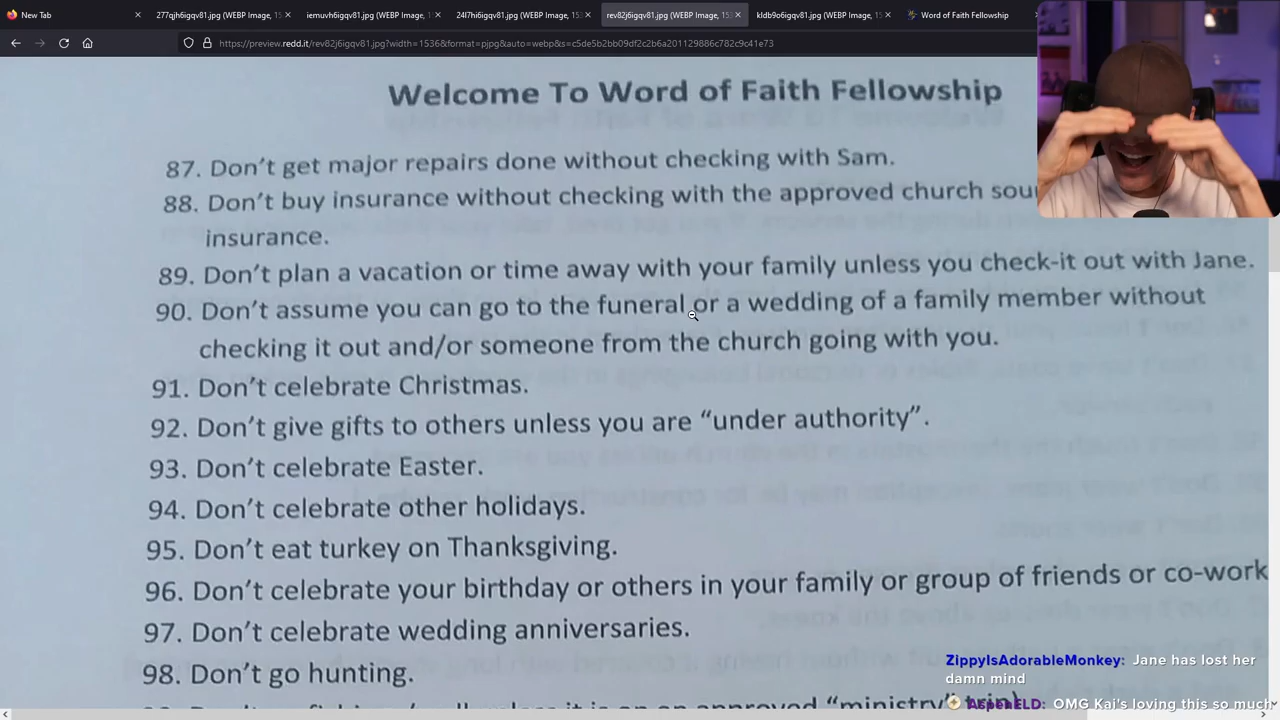 New Tab
277qjh6igqv81.jpg (WEBP Image, 15
iemuvh6igqv81.jpg (WEBP Image, 15
24l7hi6igqv81.jpg (WEBP Image, 153
rev82j6igqv81.jpg (WEBP Image, 15
kldb9o6igqv81.jpg (WEBP Image, 15
Word of Faith Fellowship
https://preview.redd.it/rev82j6igqv81.jpg?width=1536&format=pjpg&auto=webp&s=c5de5b2bb09df2c2b6a201129886c782c9c41e73
Welcome To Word of Faith Fellowship
87. Don't get major repairs done without checking with Sam.
88. Don't buy insurance without checking with the approved church sou
insurance.
89. Don't plan a vacation or time away with your family unless you check-it out with Jane.
90. Don't assume you can go to the funeral or a wedding of a family member without
checking it out and/or someone from the church going with you.
91. Don't celebrate Christmas.
92. Don't give gifts to others unless you are "under authority".
93. Don't celebrate Easter.
94. Don't celebrate other holidays.
95. Don't eat turkey on Thanksgiving.
96. Don't celebrate your birthday or others in your family or group of friends or co-work
97. Don't celebrate wedding anniversaries.
98. Don't go hunting.
approved "ministry" trip)
ZippyIsAdorableMonkey: Jane has lost her
damn mind
AspenELD: OMG Kai's loving this so much